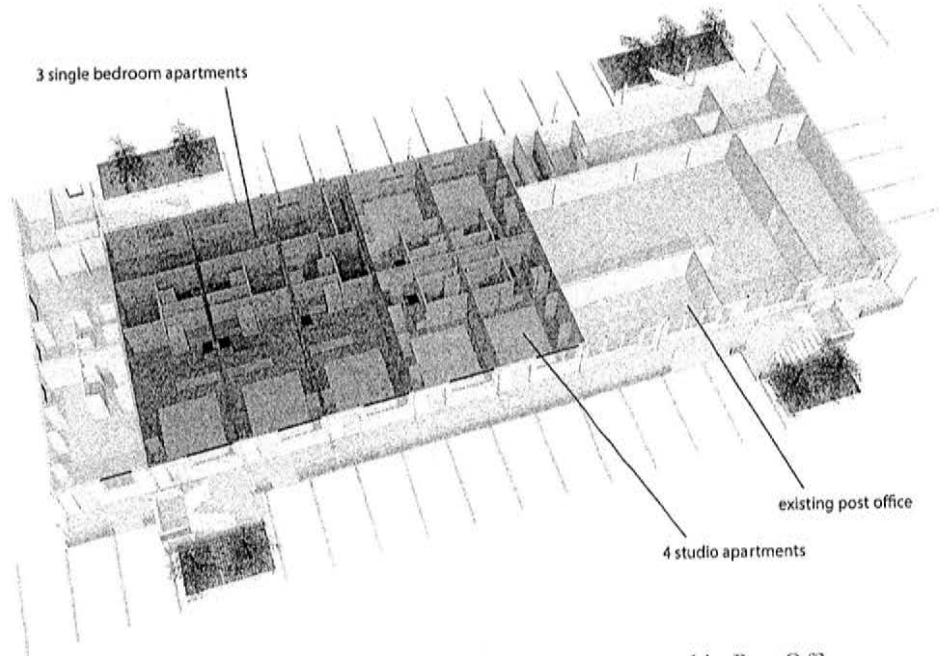 3 single bedroom apartments
existing post office
4 studio apartments